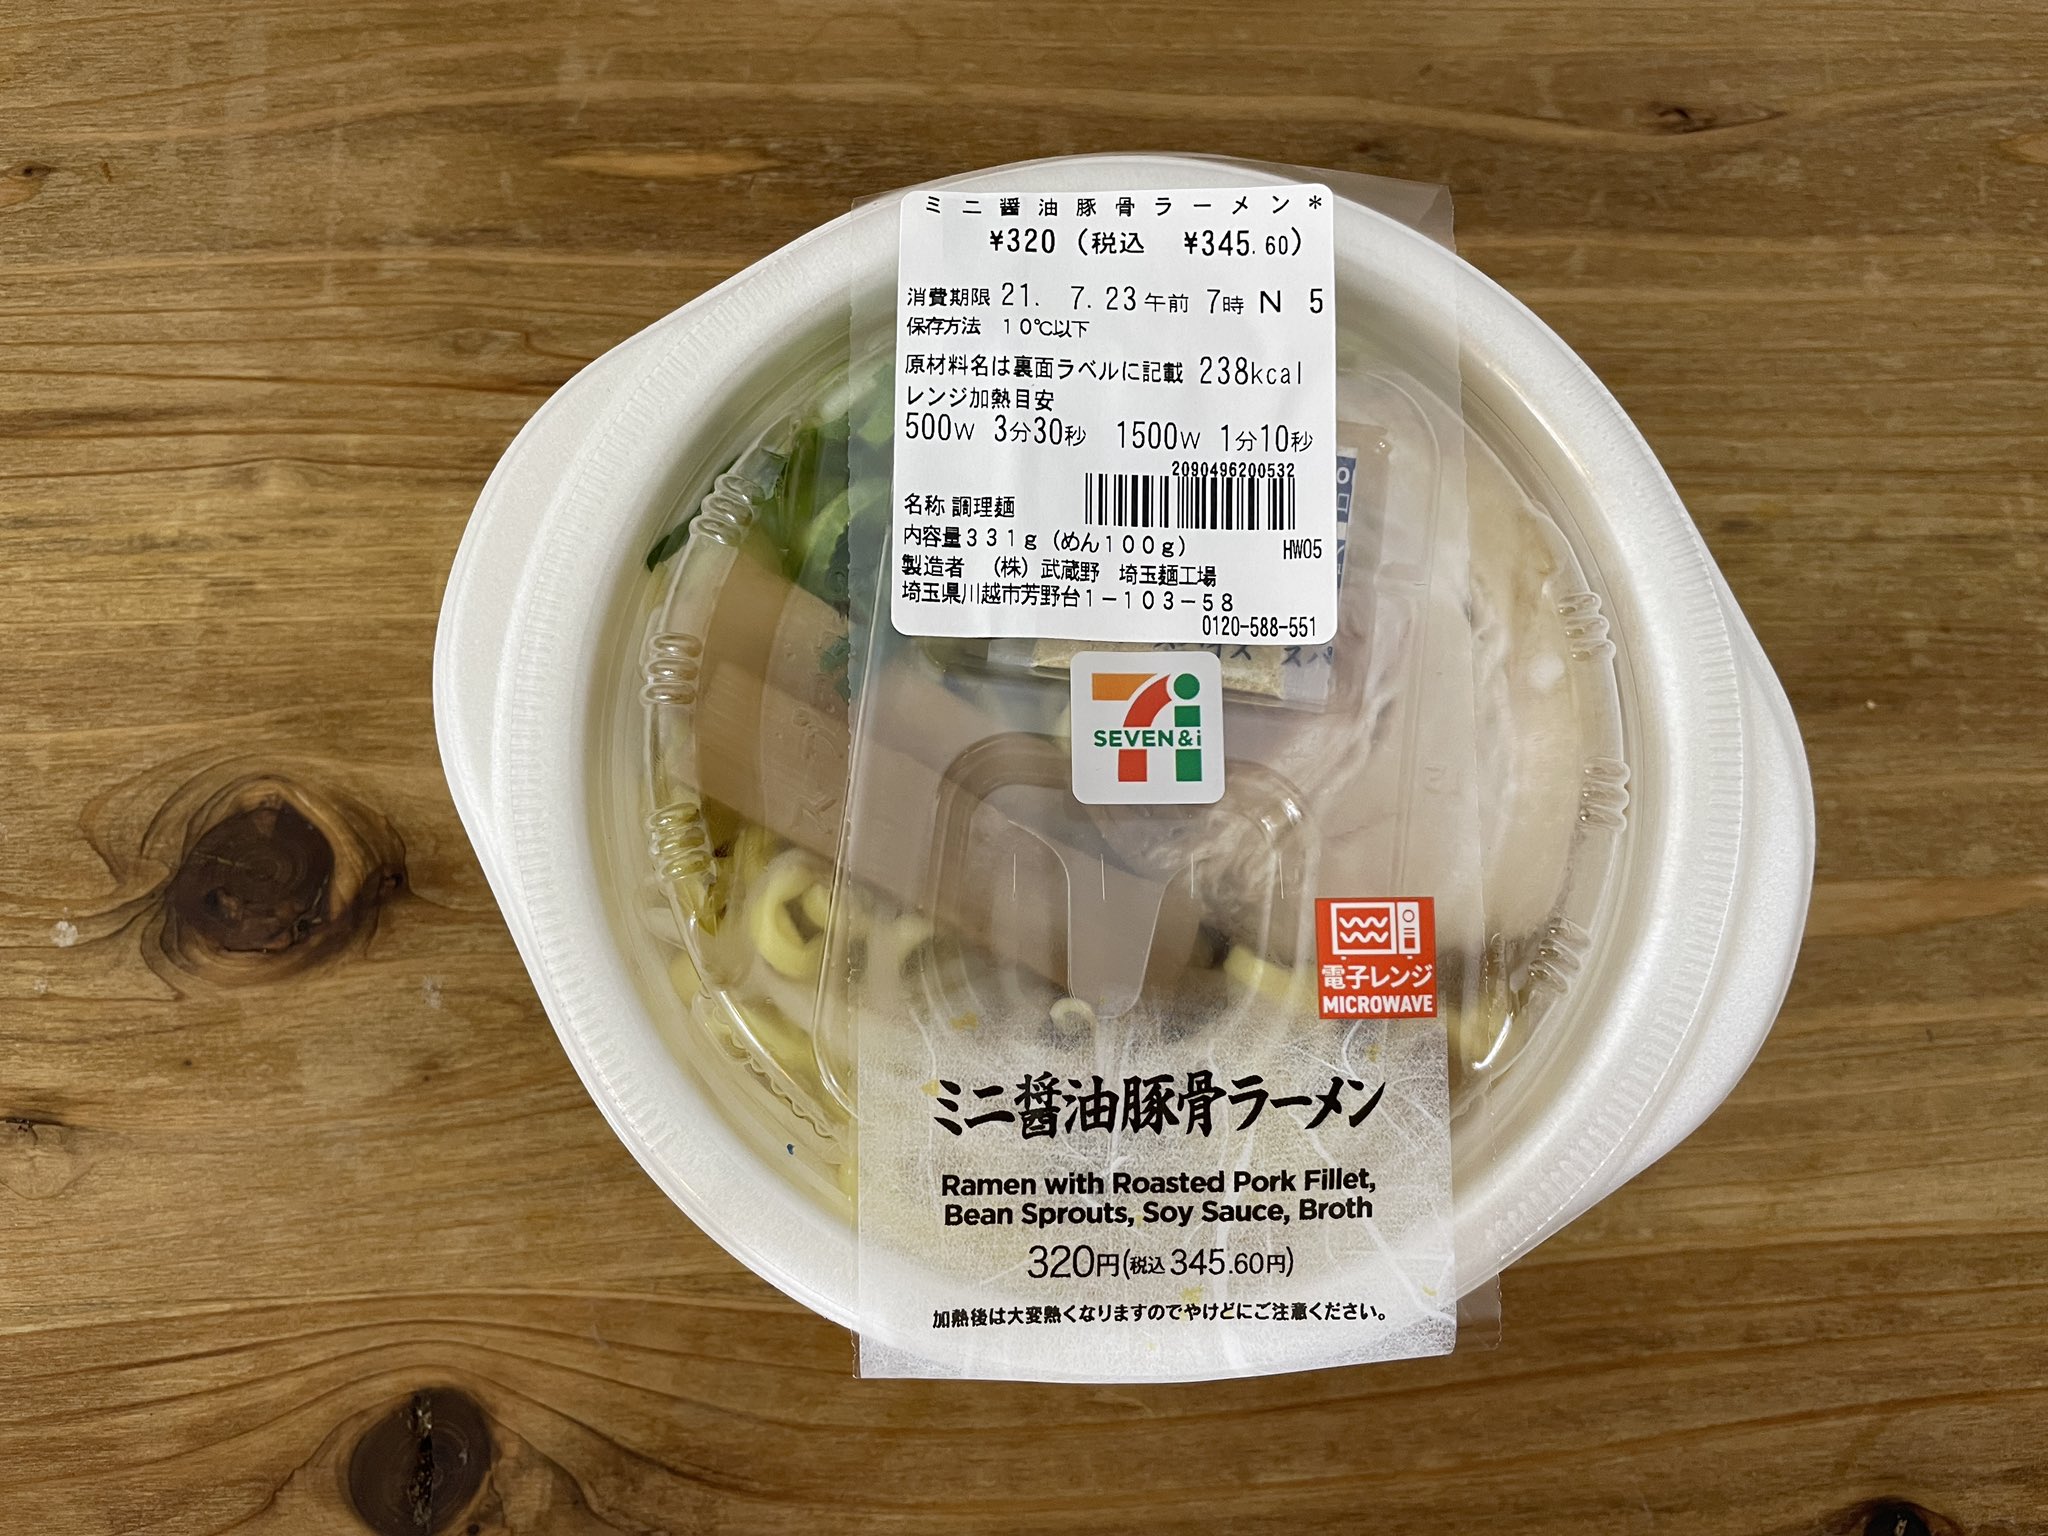 ミニ醤油豚骨ラーメン*
¥320 (税込 ¥345.60)
消費期限 21. 7. 23 午前 7時 N 5
保存方法 10℃以下
原材料名は裏面ラベルに記載 238kcal
レンジ加熱目安
500W 3分30秒 1500W 1分10秒
2090496200532
名称 調理麺
内容量331g (めん100g)
HW05
製造者 (株) 武蔵野 埼玉麺工場
埼玉県川越市芳野台1-103-58
0120-588-551
SEVEN&i
電子レンジ
MICROWAVE
ミニ醤油豚骨ラーメン
Ramen with Roasted Pork Fillet,
Bean Sprouts, Soy Sauce, Broth
320円(税込345.60円)
加熱後は大変熱くなりますのでやけどにご注意ください。